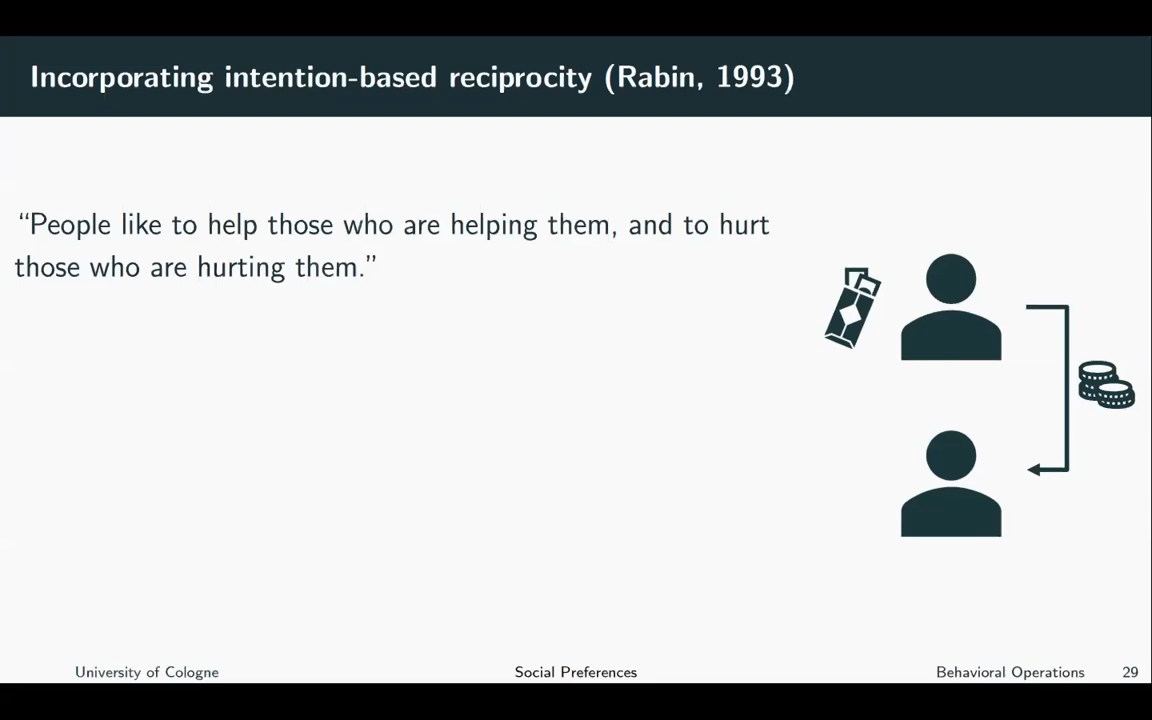 Incorporating intention-based reciprocity (Rabin, 1993)
“People like to help those who are helping them, and to hurt
those who are hurting them.”
University of Cologne
Social Preferences
Behavioral Operations
29